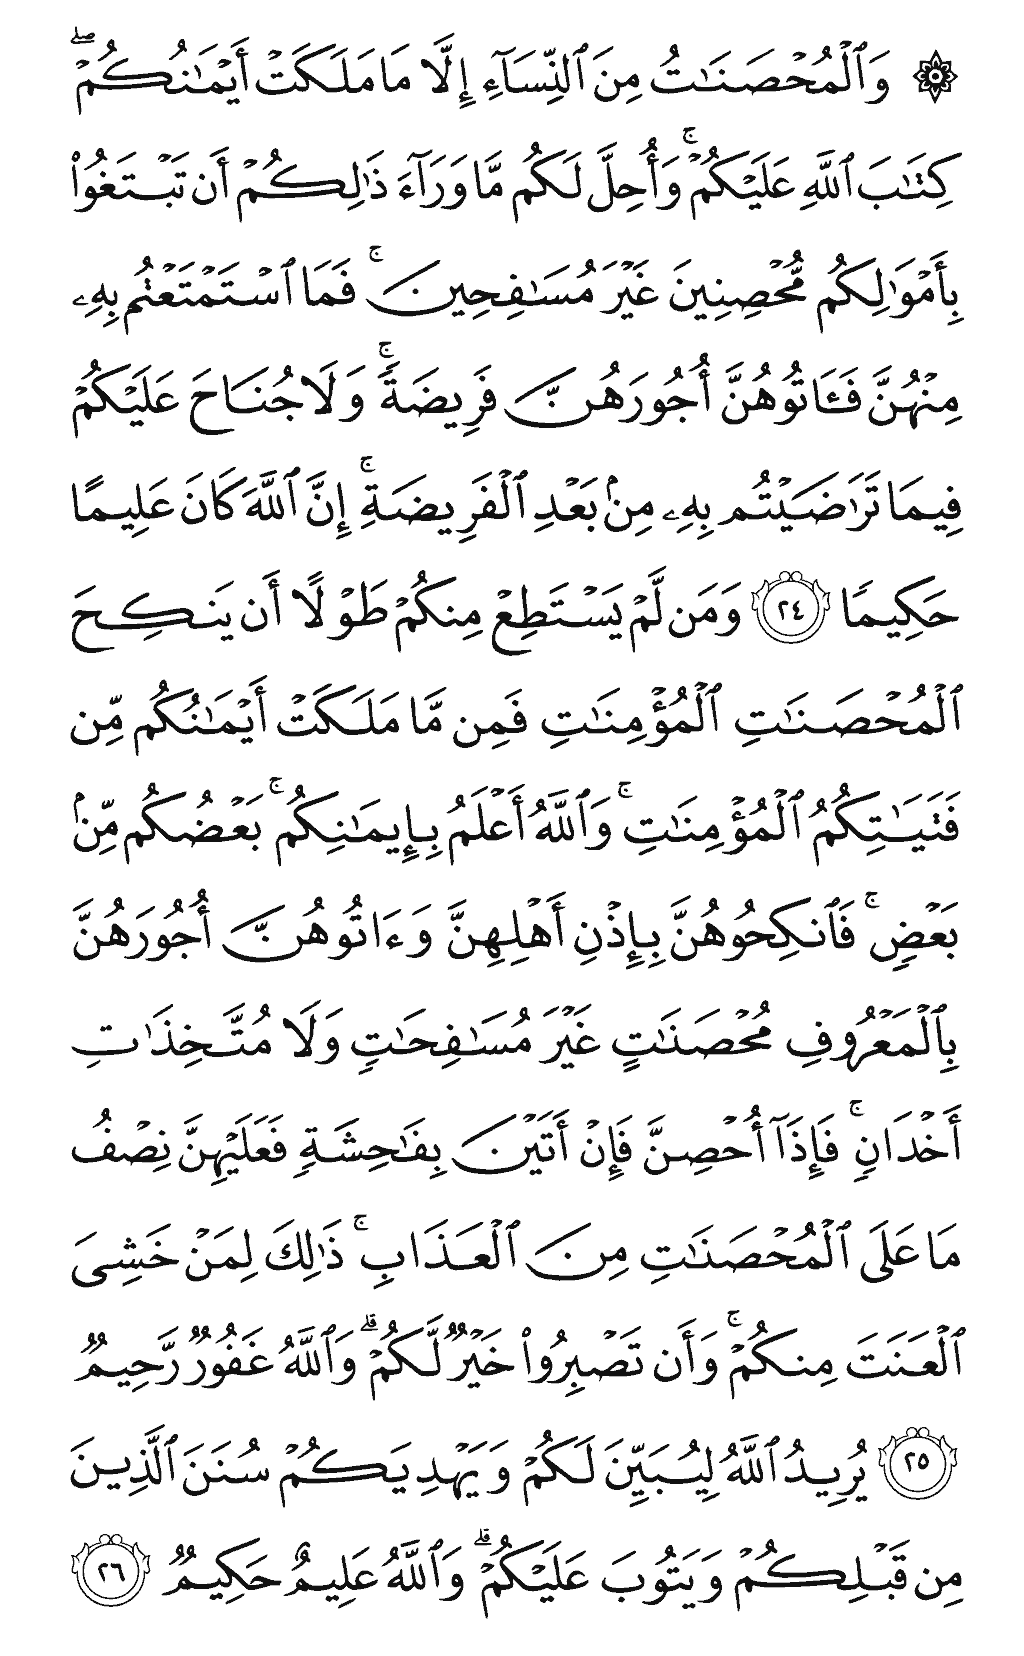 ۞ وَٱلْمُحْصَنَـٰتُ مِنَ ٱلنِّسَآءِ إِلَّا مَا مَلَكَتْ أَيْمَـٰنُكُمْ ۖ
كِتَـٰبَ ٱللَّهِ عَلَيْكُمْ ۚ وَأُحِلَّ لَكُم مَّا وَرَآءَ ذَٰلِكُمْ أَن تَبْتَغُوا۟
بِأَمْوَٰلِكُم مُّحْصِنِينَ غَيْرَ مُسَـٰفِحِينَ ۚ فَمَا ٱسْتَمْتَعْتُم بِهِۦ
مِنْهُنَّ فَـَٔاتُوهُنَّ أُجُورَهُنَّ فَرِيضَةً ۚ وَلَا جُنَاحَ عَلَيْكُمْ
فِيمَا تَرَٰضَيْتُم بِهِۦ مِنۢ بَعْدِ ٱلْفَرِيضَةِ ۚ إِنَّ ٱللَّهَ كَانَ عَلِيمًا
حَكِيمًا ٢٤ وَمَن لَّمْ يَسْتَطِعْ مِنكُمْ طَوْلًا أَن يَنكِحَ
ٱلْمُحْصَنَـٰتِ ٱلْمُؤْمِنَـٰتِ فَمِن مَّا مَلَكَتْ أَيْمَـٰنُكُم مِّن
فَتَيَـٰتِكُمُ ٱلْمُؤْمِنَـٰتِ ۚ وَٱللَّهُ أَعْلَمُ بِإِيمَـٰنِكُم ۚ بَعْضُكُم مِّنۢ
بَعْضٍ ۚ فَٱنكِحُوهُنَّ بِإِذْنِ أَهْلِهِنَّ وَءَاتُوهُنَّ أُجُورَهُنَّ
بِٱلْمَعْرُوفِ مُحْصَنَـٰتٍ غَيْرَ مُسَـٰفِحَـٰتٍ وَلَا مُتَّخِذَٰتِ
أَخْدَانٍ ۚ فَإِذَآ أُحْصِنَّ فَإِنْ أَتَيْنَ بِفَـٰحِشَةٍ فَعَلَيْهِنَّ نِصْفُ
مَا عَلَى ٱلْمُحْصَنَـٰتِ مِنَ ٱلْعَذَابِ ۚ ذَٰلِكَ لِمَنْ خَشِىَ
ٱلْعَنَتَ مِنكُمْ ۚ وَأَن تَصْبِرُوا۟ خَيْرٌ لَّكُمْ ۗ وَٱللَّهُ غَفُورٌ رَّحِيمٌ
٢٥ يُرِيدُ ٱللَّهُ لِيُبَيِّنَ لَكُمْ وَيَهْدِيَكُمْ سُنَنَ ٱلَّذِينَ
مِن قَبْلِكُمْ وَيَتُوبَ عَلَيْكُمْ ۗ وَٱللَّهُ عَلِيمٌ حَكِيمٌ ٢٦